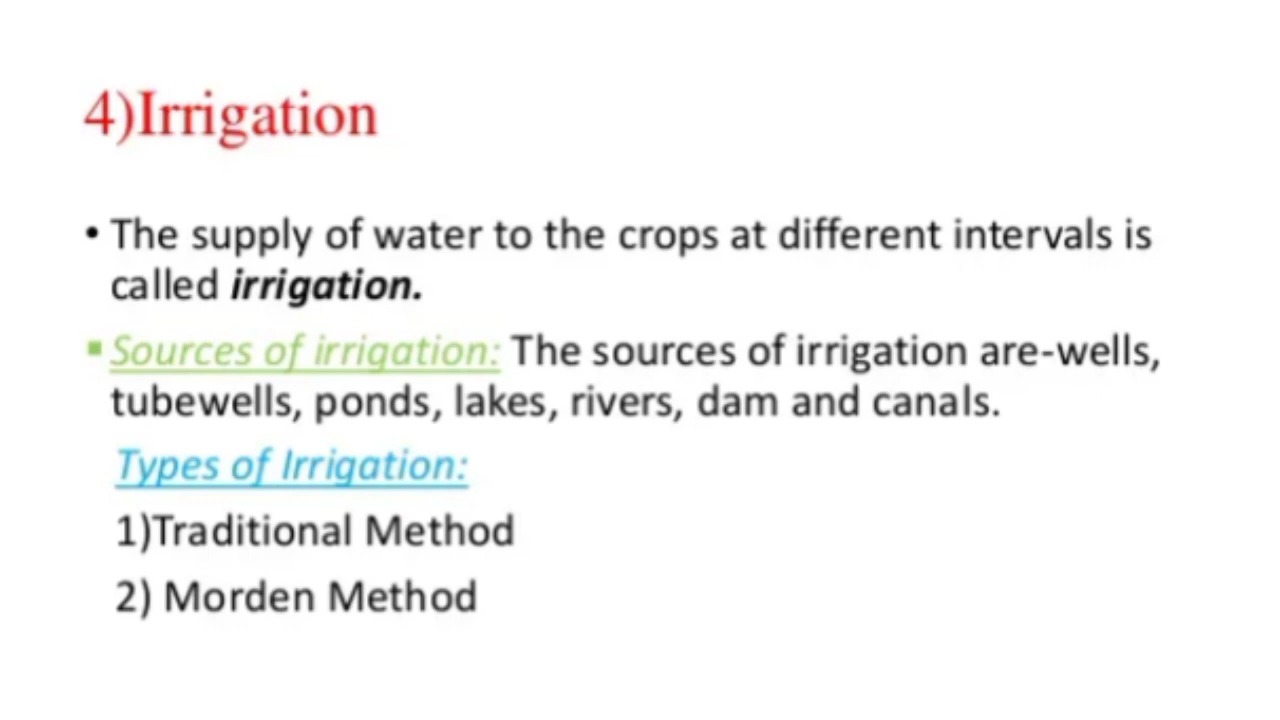 4)Irrigation
• The supply of water to the crops at different intervals is
called irrigation.
▪ Sources of irrigation: The sources of irrigation are-wells,
tubewells, ponds, lakes, rivers, dam and canals.
Types of Irrigation:
1)Traditional Method
2) Morden Method